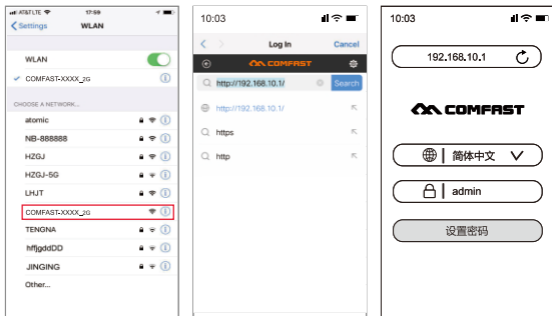 AT&T LTE 17:59
Settings WLAN
WLAN
COMFAST-XXXX_2G
CHOOSE A NETWORK...
atomic
NB-888888
HZGJ
HZGJ-5G
LHJT
COMFAST-XXXX_2G
TENGNA
hffjgddDD
JINGING
Other...
10:03
Log In Cancel
COMFAST
http://192.168.10.1/ Search
http://192.168.10.1/
https
http
10:03
192.168.10.1
COMFAST
简体中文
admin
设置密码